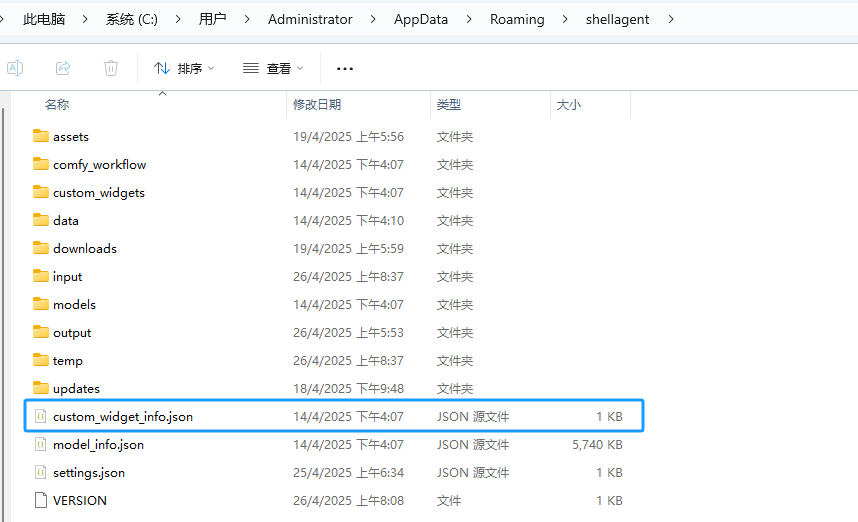 此电脑 > 系统 (C:) > 用户 > Administrator > AppData > Roaming > shellagent >
排序 查看 ...
名称 修改日期 类型 大小
assets 19/4/2025 上午5:56 文件夹
comfy_workflow 14/4/2025 下午4:07 文件夹
custom_widgets 14/4/2025 下午4:07 文件夹
data 14/4/2025 下午4:10 文件夹
downloads 19/4/2025 上午5:59 文件夹
input 26/4/2025 上午8:37 文件夹
models 14/4/2025 下午4:07 文件夹
output 26/4/2025 上午5:53 文件夹
temp 26/4/2025 上午8:37 文件夹
updates 18/4/2025 下午9:48 文件夹
custom_widget_info.json 14/4/2025 下午4:07 JSON 源文件 1 KB
model_info.json 14/4/2025 下午4:07 JSON 源文件 5,740 KB
settings.json 25/4/2025 上午6:34 JSON 源文件 1 KB
VERSION 26/4/2025 上午8:08 文件 1 KB